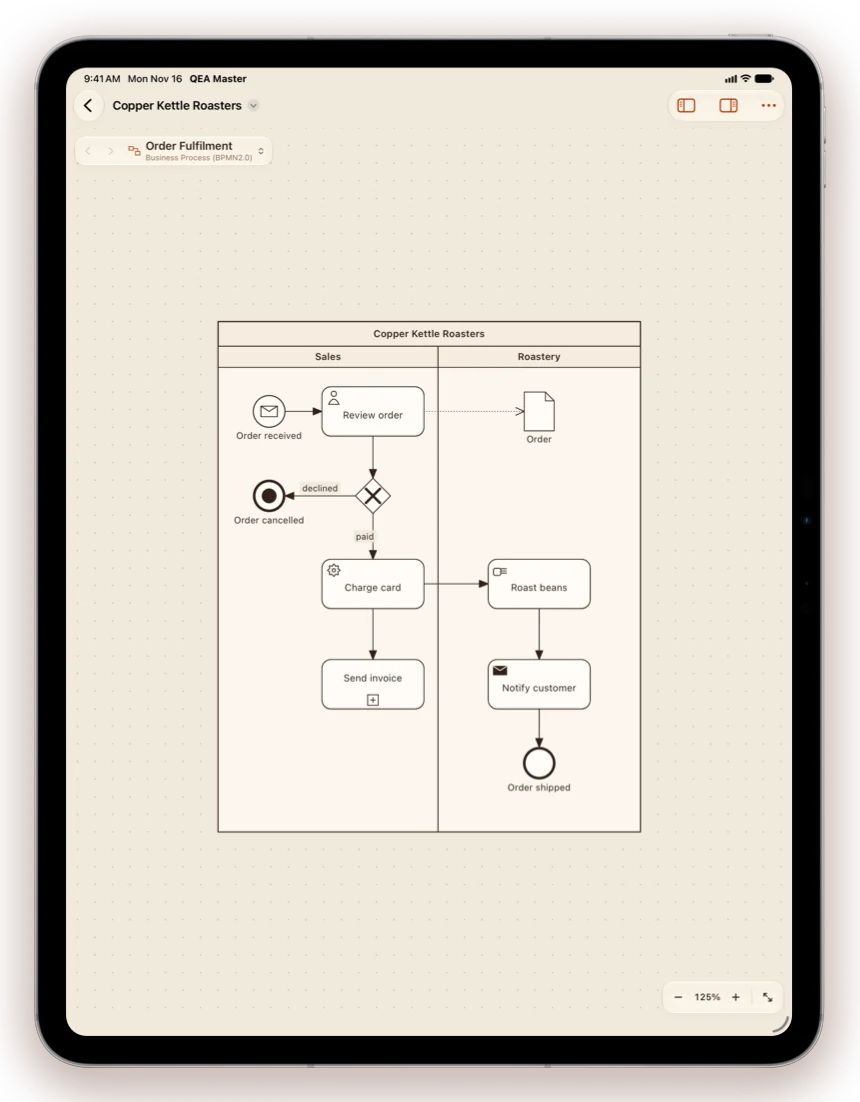 9:41 AM Mon Nov 16 QEA Master
Copper Kettle Roasters
Order Fulfilment
Business Process (BPMN2.0)
Copper Kettle Roasters
Sales
Roastery
Review order
Order received
Order
declined
Order cancelled
paid
Charge card
Roast beans
Send invoice
Notify customer
Order shipped
125%